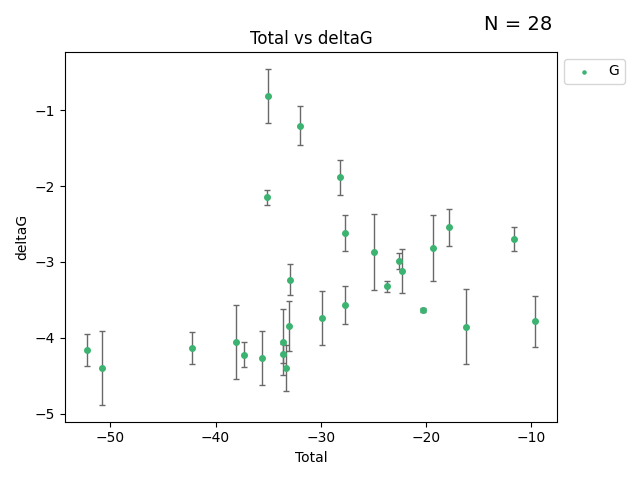 N = 28
Total vs deltaG
G
deltaG
−1
−2
−3
−4
−5
−50 −40 −30 −20 −10
Total